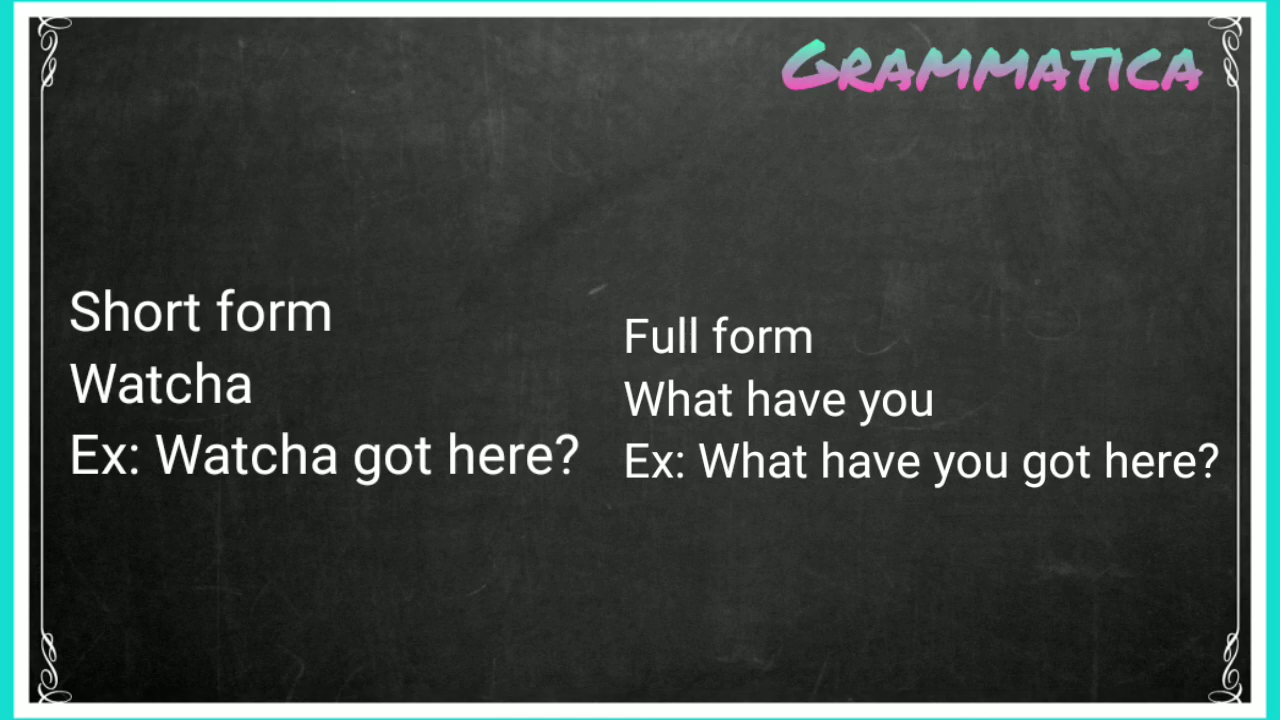 GRAMMATICA
Short form
Watcha
Ex: Watcha got here?
Full form
What have you
Ex: What have you got here?